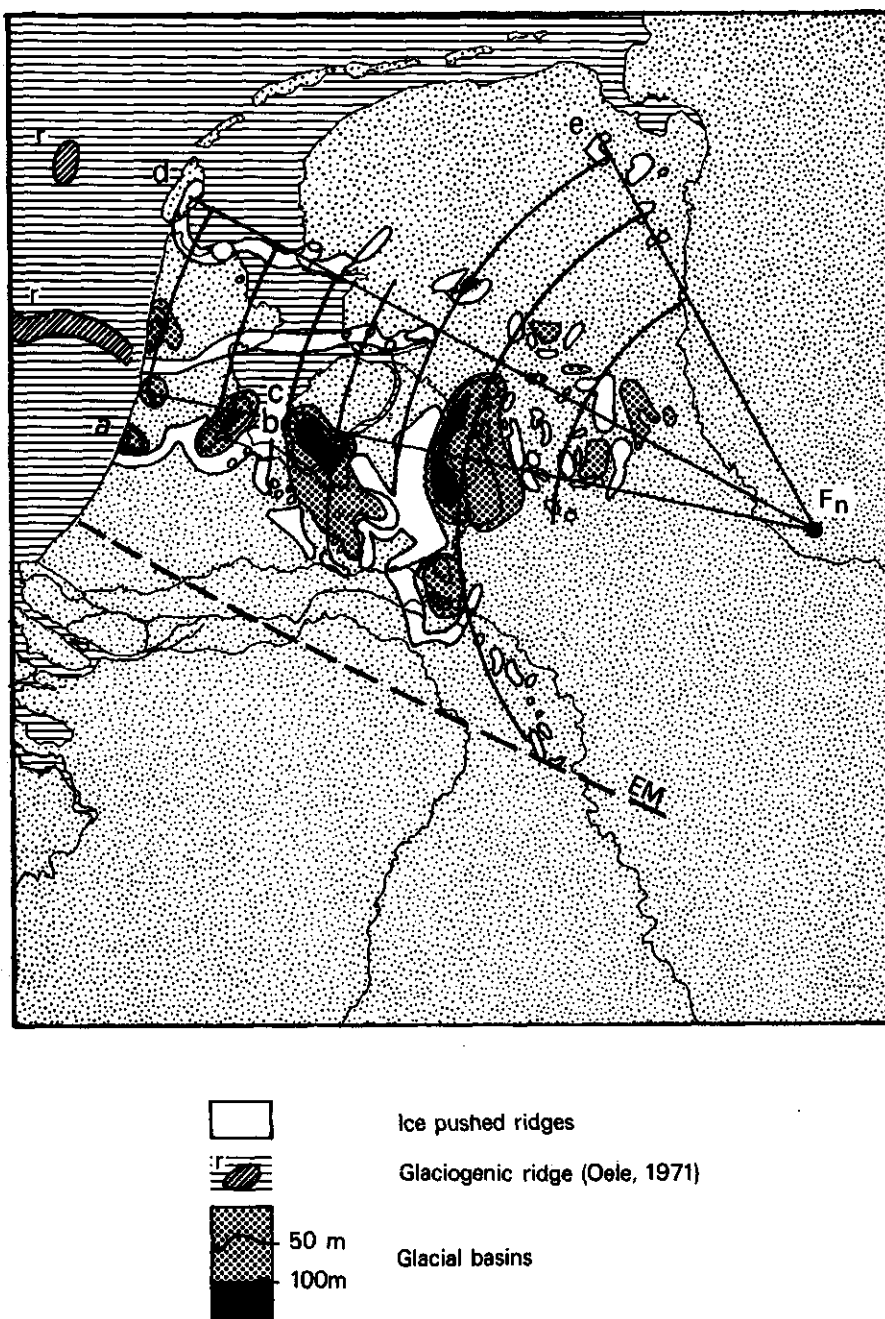 r
d
e
r
c
b
a
Fn
EM
Ice pushed ridges
r
Glaciogenic ridge (Oele, 1971)
50 m
Glacial basins
100m